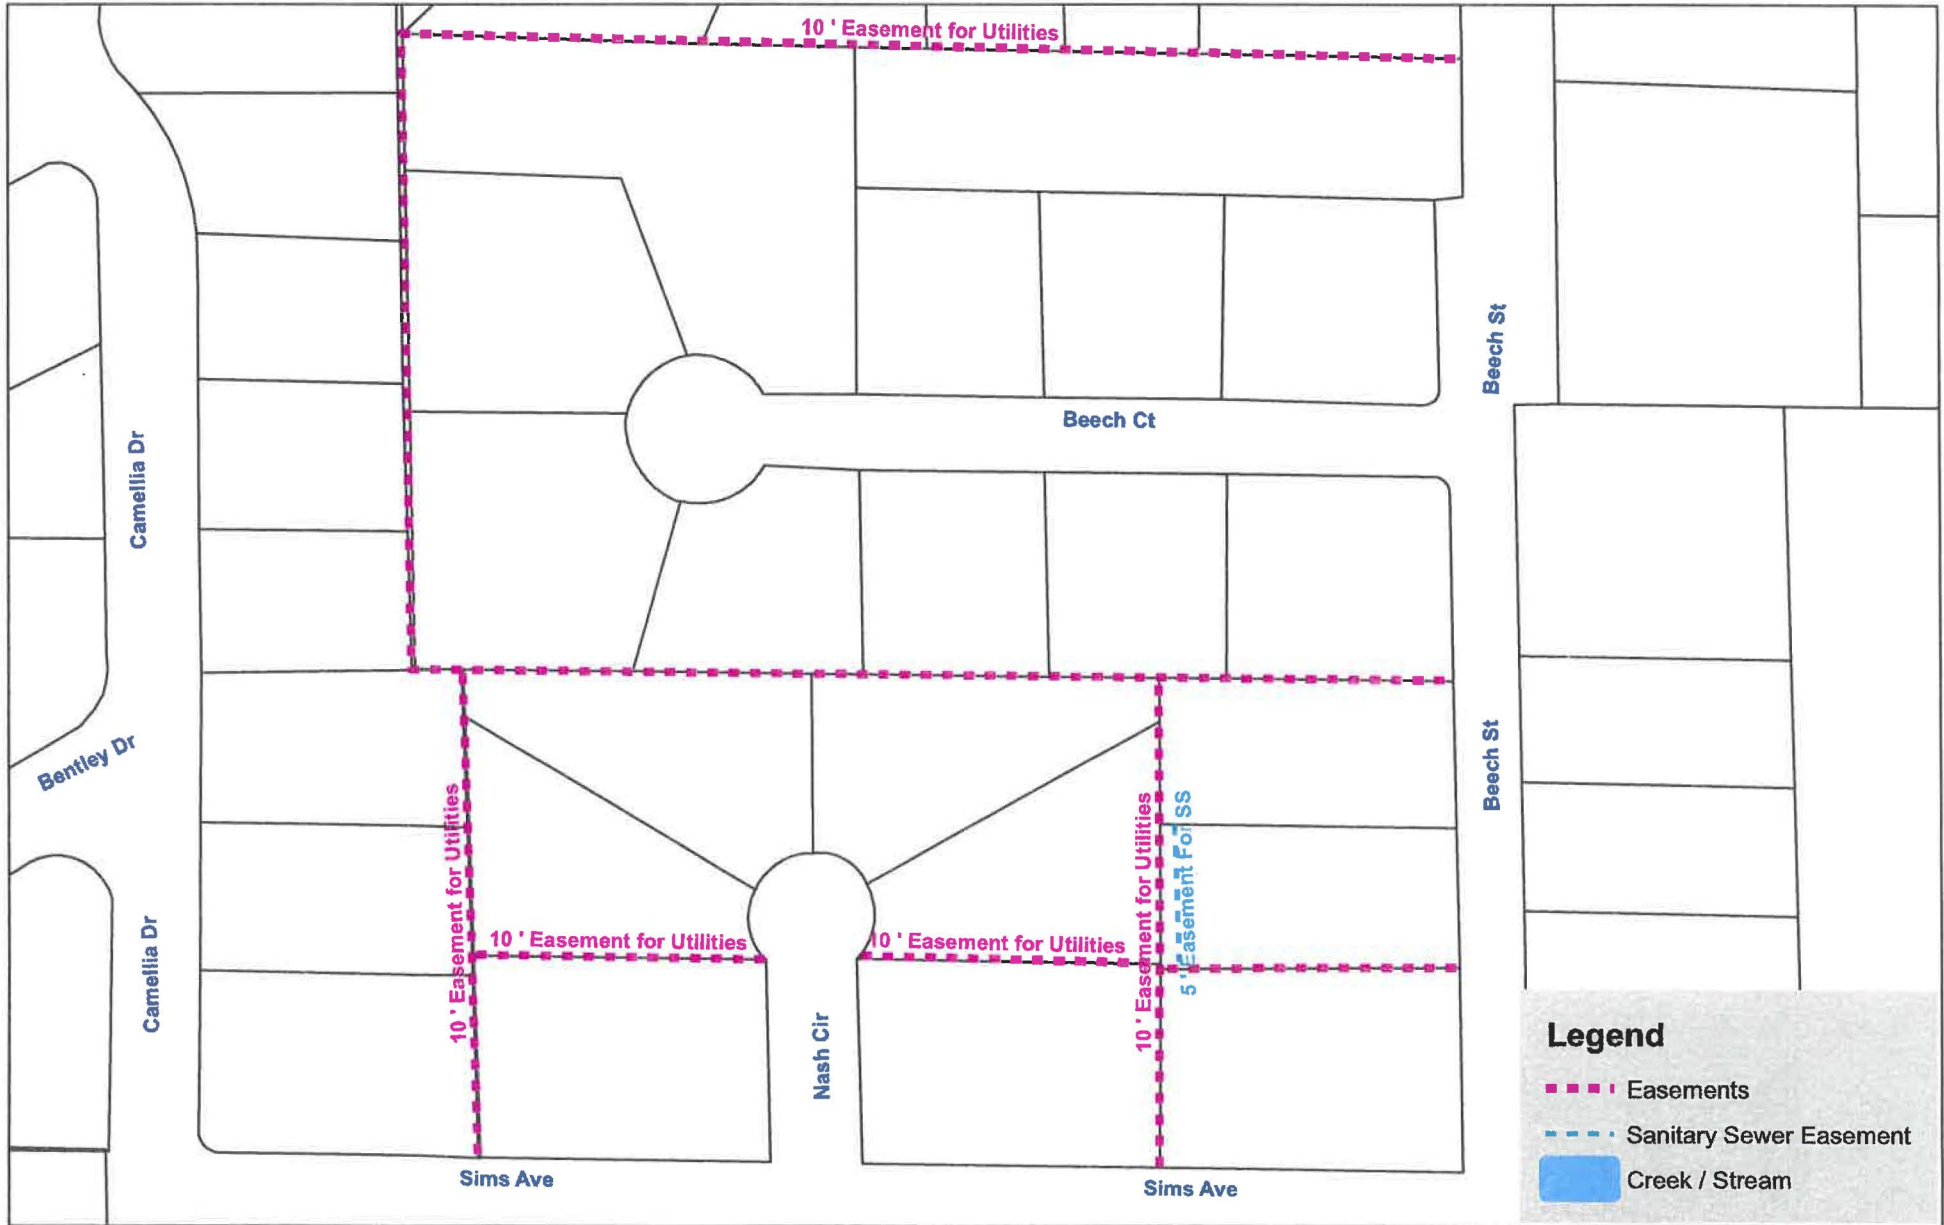 10 ' Easement for Utilities
Beech St
Beech Ct
Camellia Dr
Bentley Dr
Beech St
10 ' Easement for Utilities
10 ' Easement for Utilities
5 ' Easement For SS
10 ' Easement for Utilities
10 ' Easement for Utilities
Camellia Dr
Nash Cir
Sims Ave
Sims Ave
Legend
Easements
Sanitary Sewer Easement
Creek / Stream